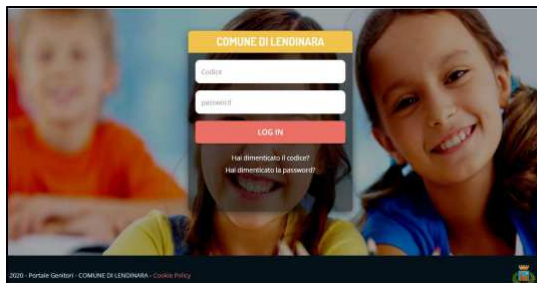 COMUNE DI LENDINARA
Codice
password
LOG IN
Hai dimenticato il codice?
Hai dimenticato la password?
2020 - Portale Genitori - COMUNE DI LENDINARA - Cookie Policy